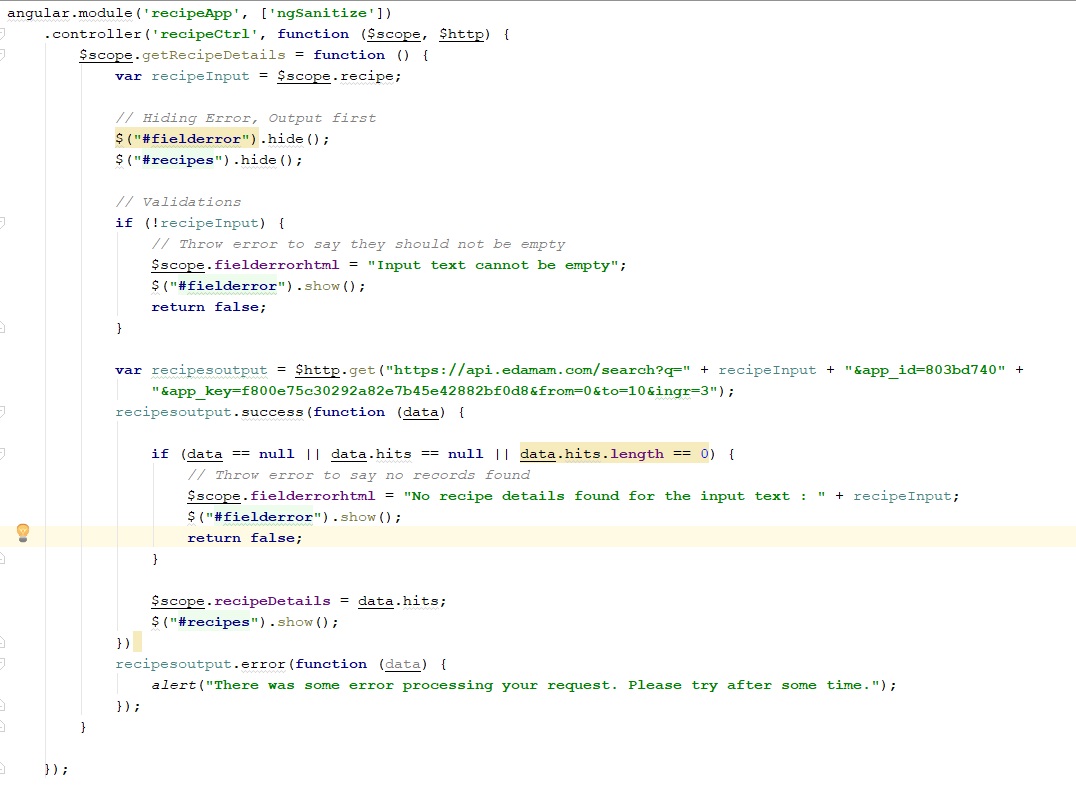 angular.module('recipeApp', ['ngSanitize'])
.controller('recipeCtrl', function ($scope, $http) {
$scope.getRecipeDetails = function () {
var recipeInput = $scope.recipe;
// Hiding Error, Output first
$("#fielderror").hide();
$("#recipes").hide();
// Validations
if (!recipeInput) {
// Throw error to say they should not be empty
$scope.fielderrorhtml = "Input text cannot be empty";
$("#fielderror").show();
return false;
}
var recipesoutput = $http.get("https://api.edamam.com/search?q=" + recipeInput + "&app_id=803bd740" +
"&app_key=f800e75c30292a82e7b45e42882bf0d8&from=0&to=10&ingr=3");
recipesoutput.success(function (data) {
if (data == null || data.hits == null || data.hits.length == 0) {
// Throw error to say no records found
$scope.fielderrorhtml = "No recipe details found for the input text : " + recipeInput;
$("#fielderror").show();
return false;
}
$scope.recipeDetails = data.hits;
$("#recipes").show();
})
recipesoutput.error(function (data) {
alert("There was some error processing your request. Please try after some time.");
});
}
});